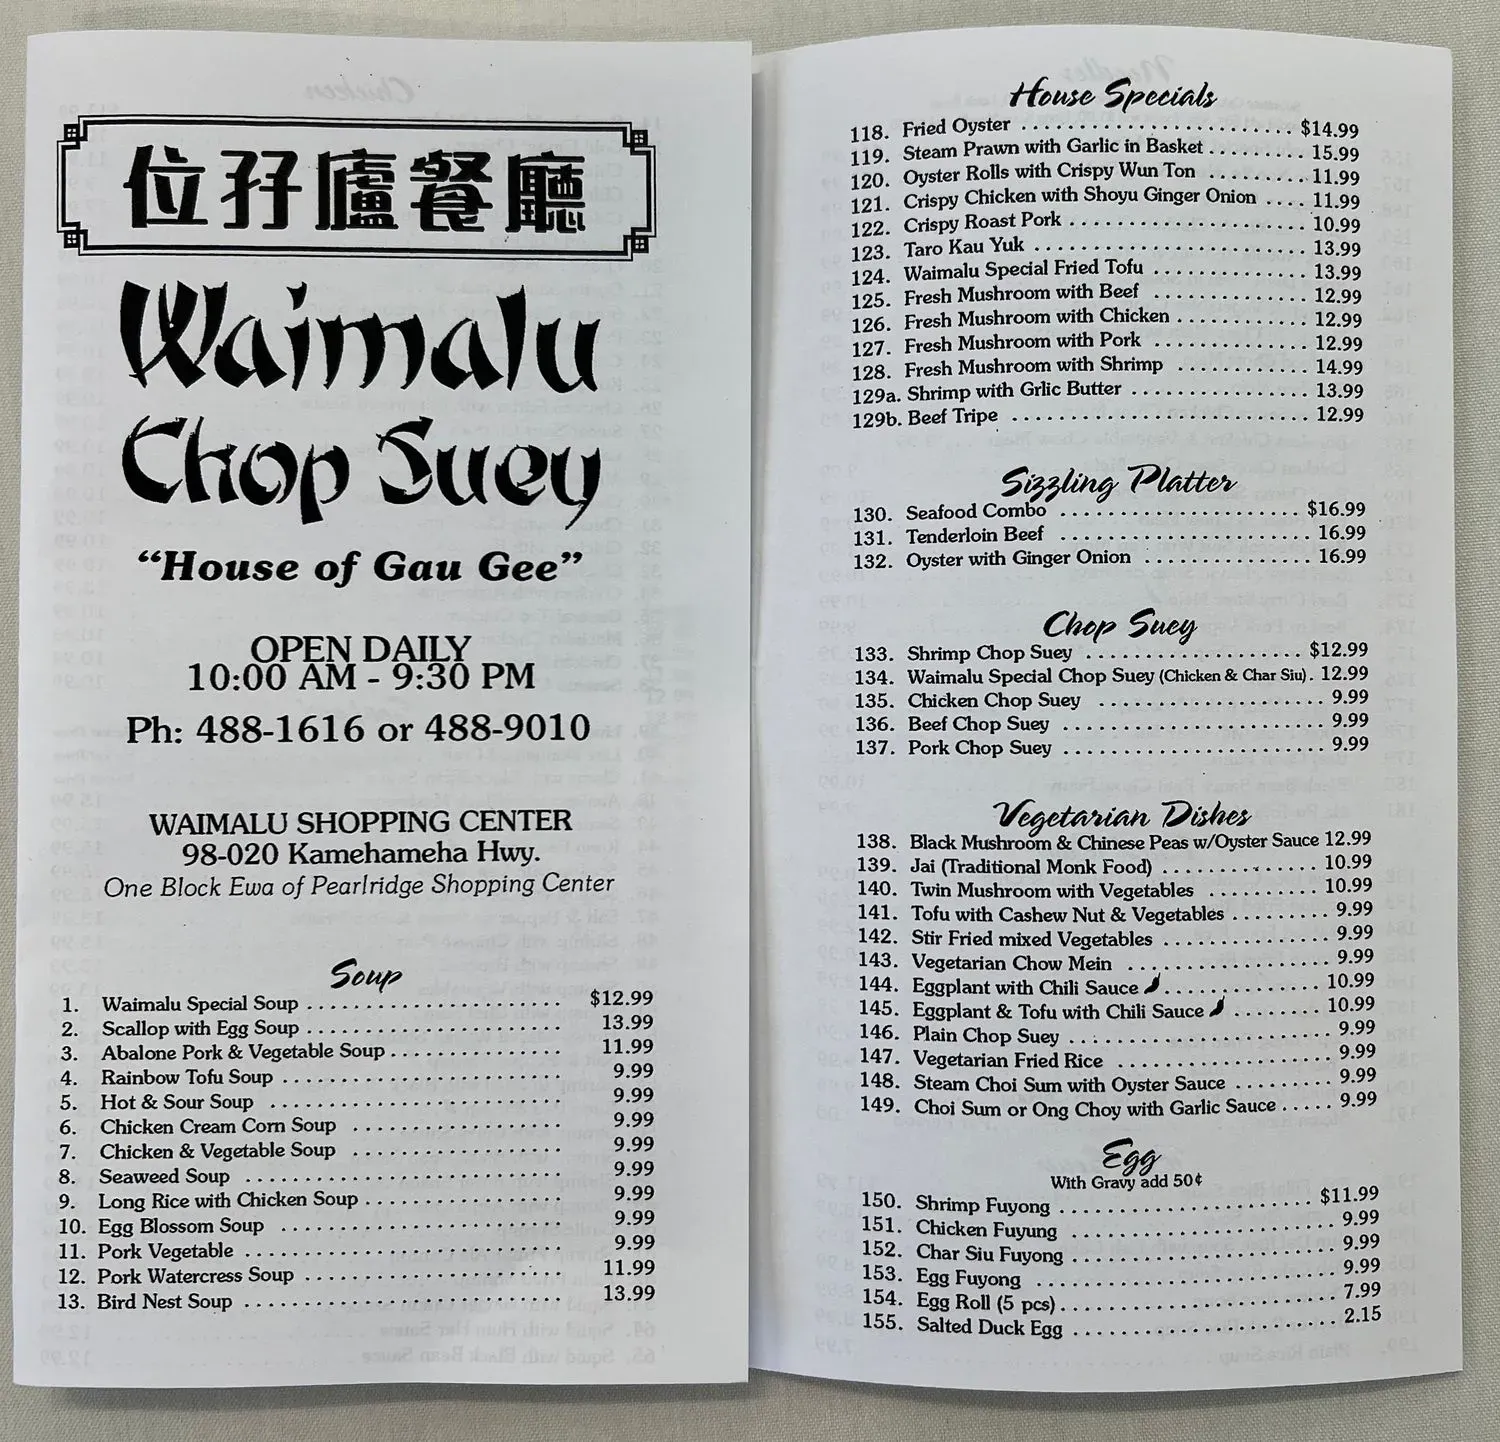 位孖廬餐廳
Waimalu
Chop Suey
“House of Gau Gee”
OPEN DAILY
10:00 AM - 9:30 PM
Ph: 488-1616 or 488-9010
WAIMALU SHOPPING CENTER
98-020 Kamehameha Hwy.
One Block Ewa of Pearlridge Shopping Center
Soup
1. Waimalu Special Soup $12.99
2. Scallop with Egg Soup 13.99
3. Abalone Pork & Vegetable Soup 11.99
4. Rainbow Tofu Soup 9.99
5. Hot & Sour Soup 9.99
6. Chicken Cream Corn Soup 9.99
7. Chicken & Vegetable Soup 9.99
8. Seaweed Soup 9.99
9. Long Rice with Chicken Soup 9.99
10. Egg Blossom Soup 9.99
11. Pork Vegetable 9.99
12. Pork Watercress Soup 11.99
13. Bird Nest Soup 13.99
House Specials
118. Fried Oyster $14.99
119. Steam Prawn with Garlic in Basket 15.99
120. Oyster Rolls with Crispy Wun Ton 11.99
121. Crispy Chicken with Shoyu Ginger Onion 11.99
122. Crispy Roast Pork 10.99
123. Taro Kau Yuk 13.99
124. Waimalu Special Fried Tofu 13.99
125. Fresh Mushroom with Beef 12.99
126. Fresh Mushroom with Chicken 12.99
127. Fresh Mushroom with Pork 12.99
128. Fresh Mushroom with Shrimp 14.99
129a. Shrimp with Grlic Butter 13.99
129b. Beef Tripe 12.99
Sizzling Platter
130. Seafood Combo $16.99
131. Tenderloin Beef 16.99
132. Oyster with Ginger Onion 16.99
Chop Suey
133. Shrimp Chop Suey $12.99
134. Waimalu Special Chop Suey (Chicken & Char Siu) . 12.99
135. Chicken Chop Suey 9.99
136. Beef Chop Suey 9.99
137. Pork Chop Suey 9.99
Vegetarian Dishes
138. Black Mushroom & Chinese Peas w/Oyster Sauce 12.99
139. Jai (Traditional Monk Food) 10.99
140. Twin Mushroom with Vegetables 10.99
141. Tofu with Cashew Nut & Vegetables 9.99
142. Stir Fried mixed Vegetables 9.99
143. Vegetarian Chow Mein 9.99
144. Eggplant with Chili Sauce 10.99
145. Eggplant & Tofu with Chili Sauce 10.99
146. Plain Chop Suey 9.99
147. Vegetarian Fried Rice 9.99
148. Steam Choi Sum with Oyster Sauce 9.99
149. Choi Sum or Ong Choy with Garlic Sauce 9.99
Egg
With Gravy add 50¢
150. Shrimp Fuyong $11.99
151. Chicken Fuyung 9.99
152. Char Siu Fuyong 9.99
153. Egg Fuyong 9.99
154. Egg Roll (5 pcs) 7.99
155. Salted Duck Egg 2.15